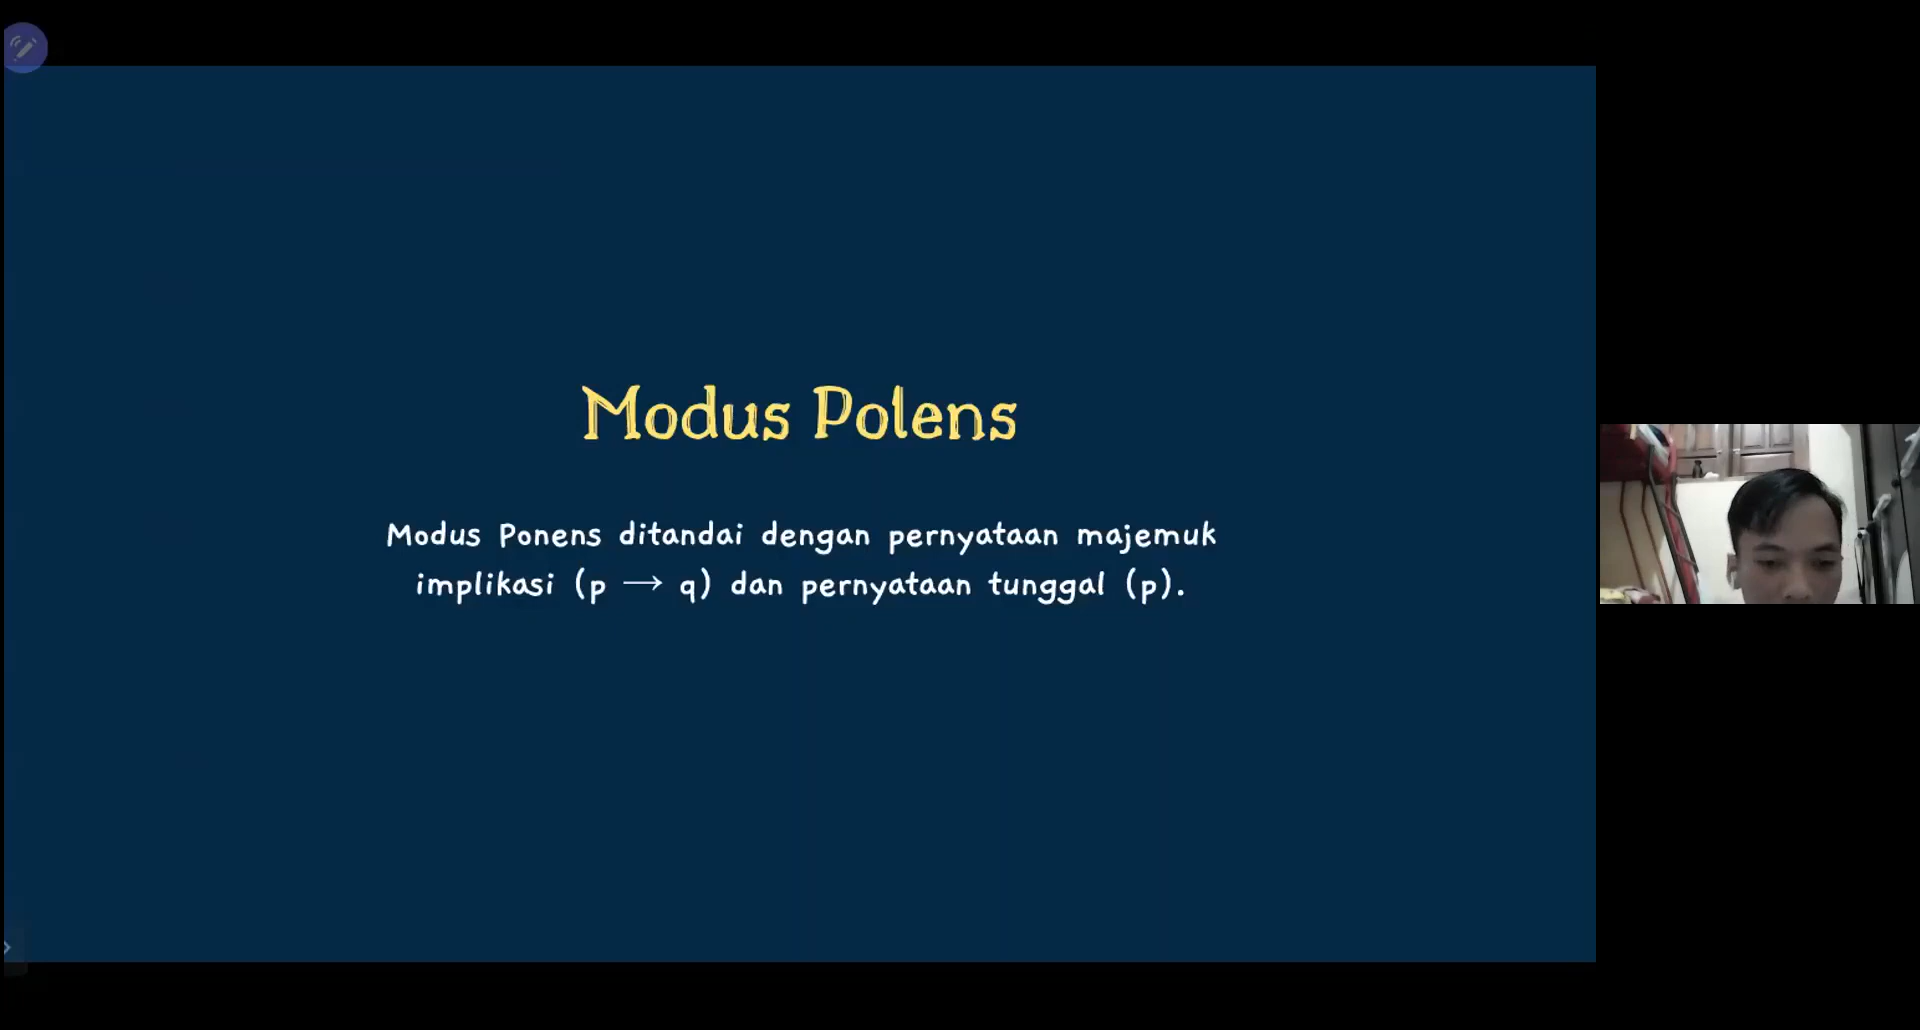 Modus Polens
Modus Ponens ditandai dengan pernyataan majemuk
implikasi (p → q) dan pernyataan tunggal (p).